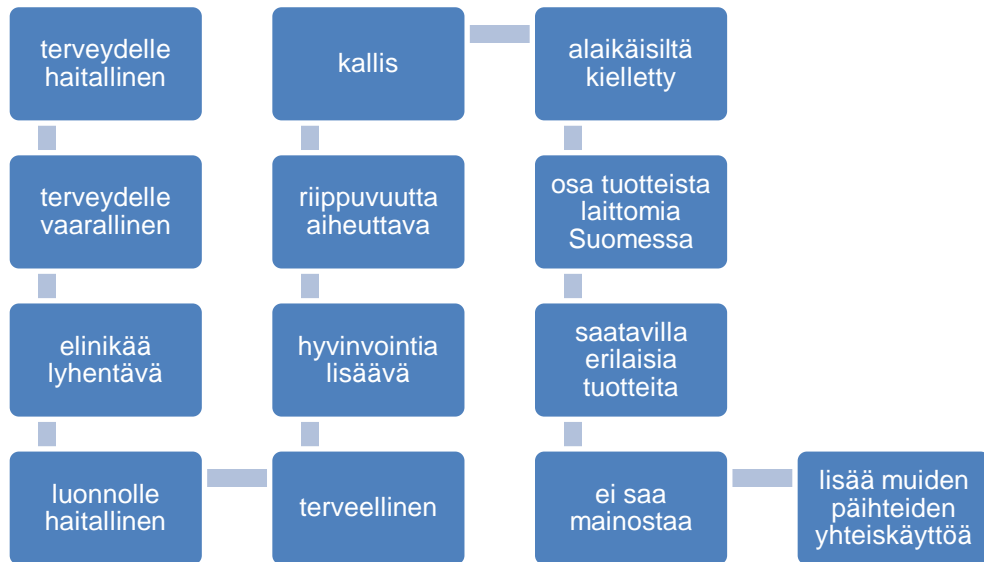 terveydelle
haitallinen
terveydelle
vaarallinen
elinikää
lyhentävä
luonnolle
haitallinen
terveellinen
hyvinvointia
lisäävä
riippuvuutta
aiheuttava
kallis
alaikäisiltä
kielletty
osa tuotteista
laittomia
Suomessa
saatavilla
erilaisia
tuotteita
ei saa
mainostaa
lisää muiden
päihteiden
yhteiskäyttöä